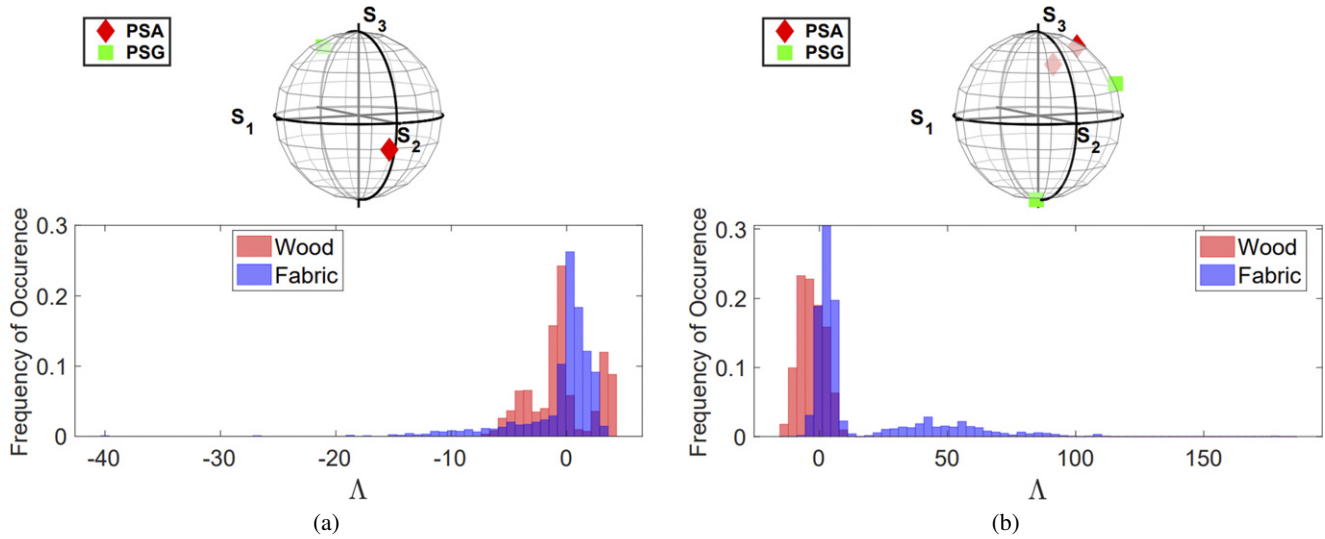 PSA
PSG
S3
S1
S2
Frequency of Occurence
0.3
0.2
0.1
0
Wood
Fabric
-40
-30
-20
-10
0
Λ
(a)
PSA
PSG
S3
S1
S2
Frequency of Occurence
0.3
0.2
0.1
0
Wood
Fabric
0
50
100
150
Λ
(b)